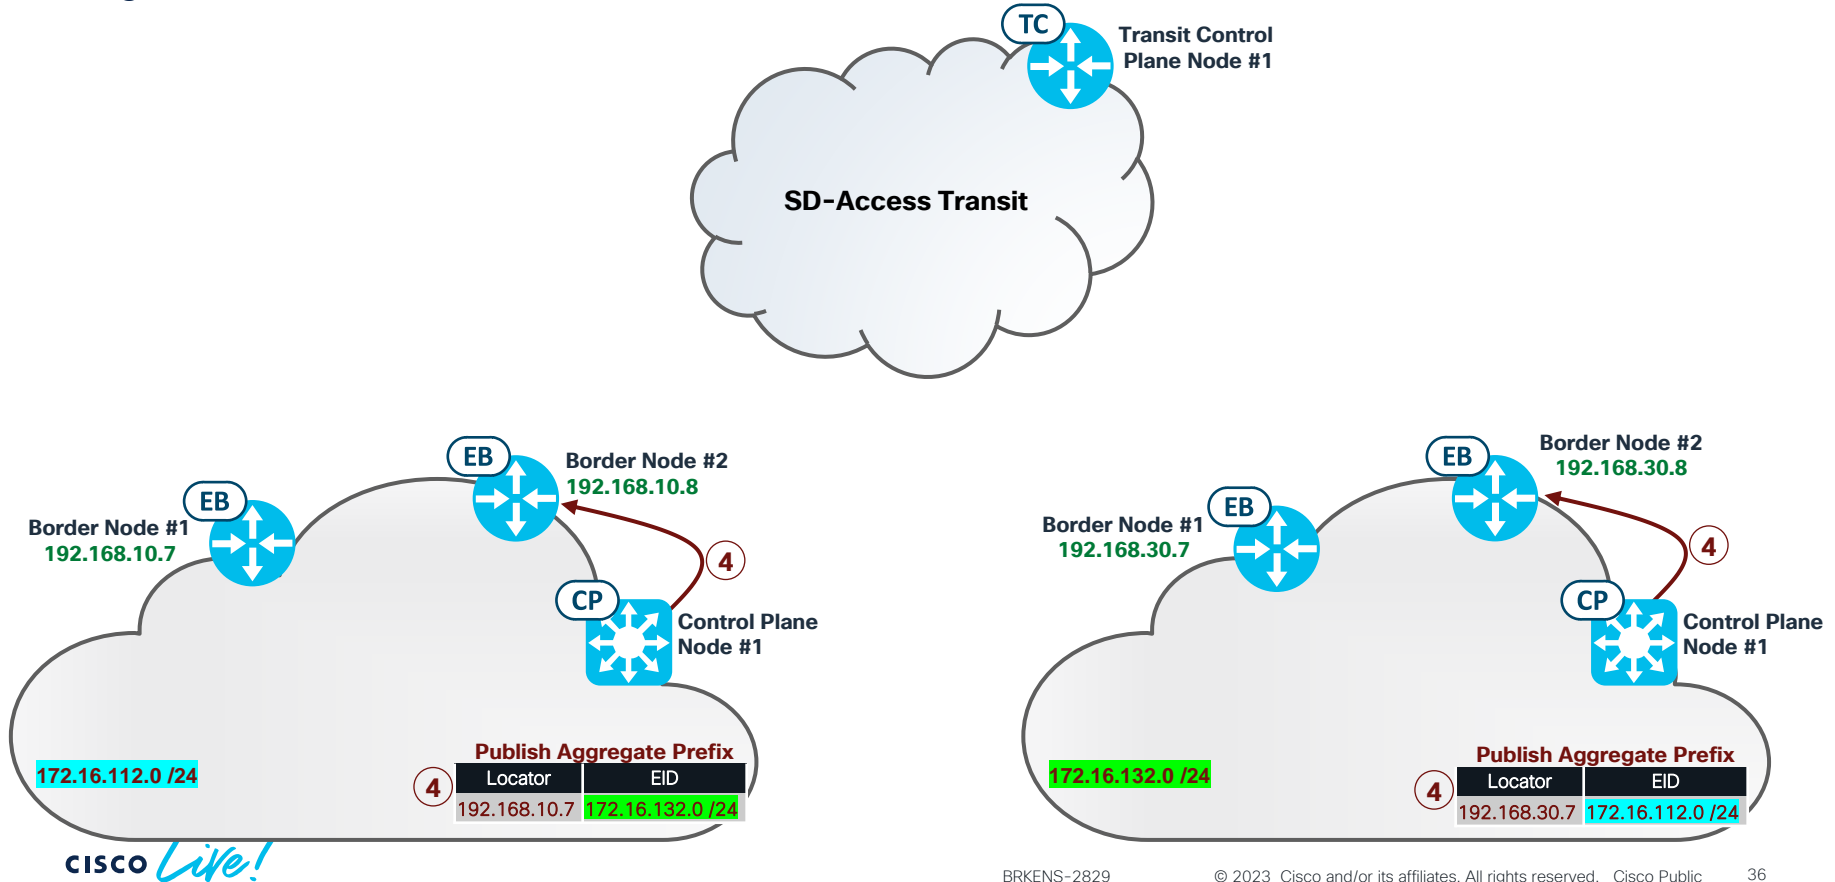 TC
Transit Control
Plane Node #1
SD-Access Transit
EB
Border Node #2
192.168.10.8
EB
Border Node #1
192.168.10.7
4
CP
Control Plane
Node #1
172.16.112.0 /24
Publish Aggregate Prefix
4
Locator EID
192.168.10.7 172.16.132.0 /24
EB
Border Node #2
192.168.30.8
EB
Border Node #1
192.168.30.7
4
CP
Control Plane
Node #1
172.16.132.0 /24
Publish Aggregate Prefix
4
Locator EID
192.168.30.7 172.16.112.0 /24
CISCO Live!
BRKENS-2829 © 2023 Cisco and/or its affiliates. All rights reserved. Cisco Public 36